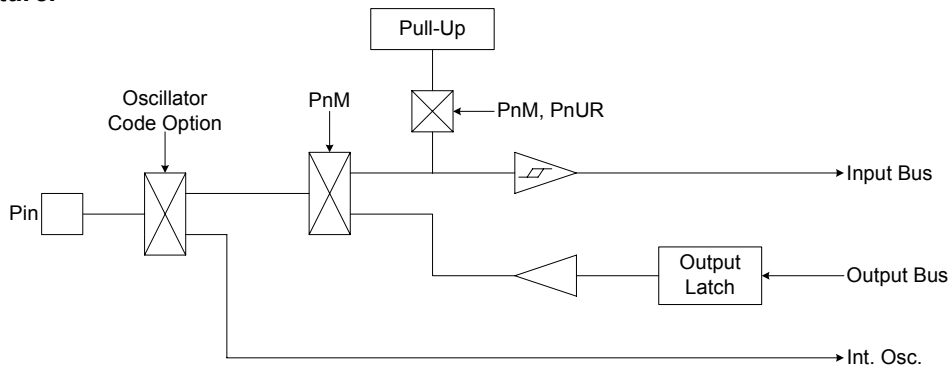 Pull-Up
Oscillator
Code Option
PnM
PnM, PnUR
Pin
Input Bus
Output
Latch
Output Bus
Int. Osc.